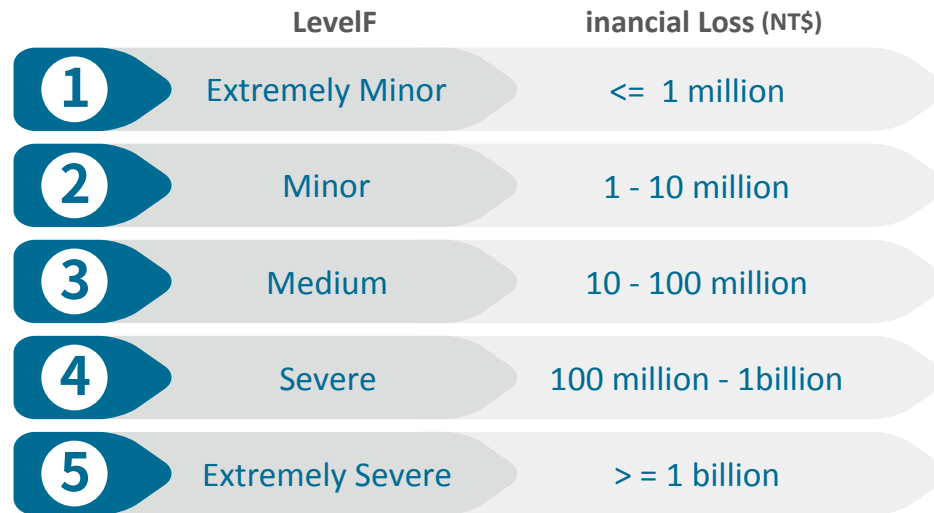 LevelF inancial Loss (NT$)
1 Extremely Minor <= 1 million
2 Minor 1 - 10 million
3 Medium 10 - 100 million
4 Severe 100 million - 1billion
5 Extremely Severe > = 1 billion